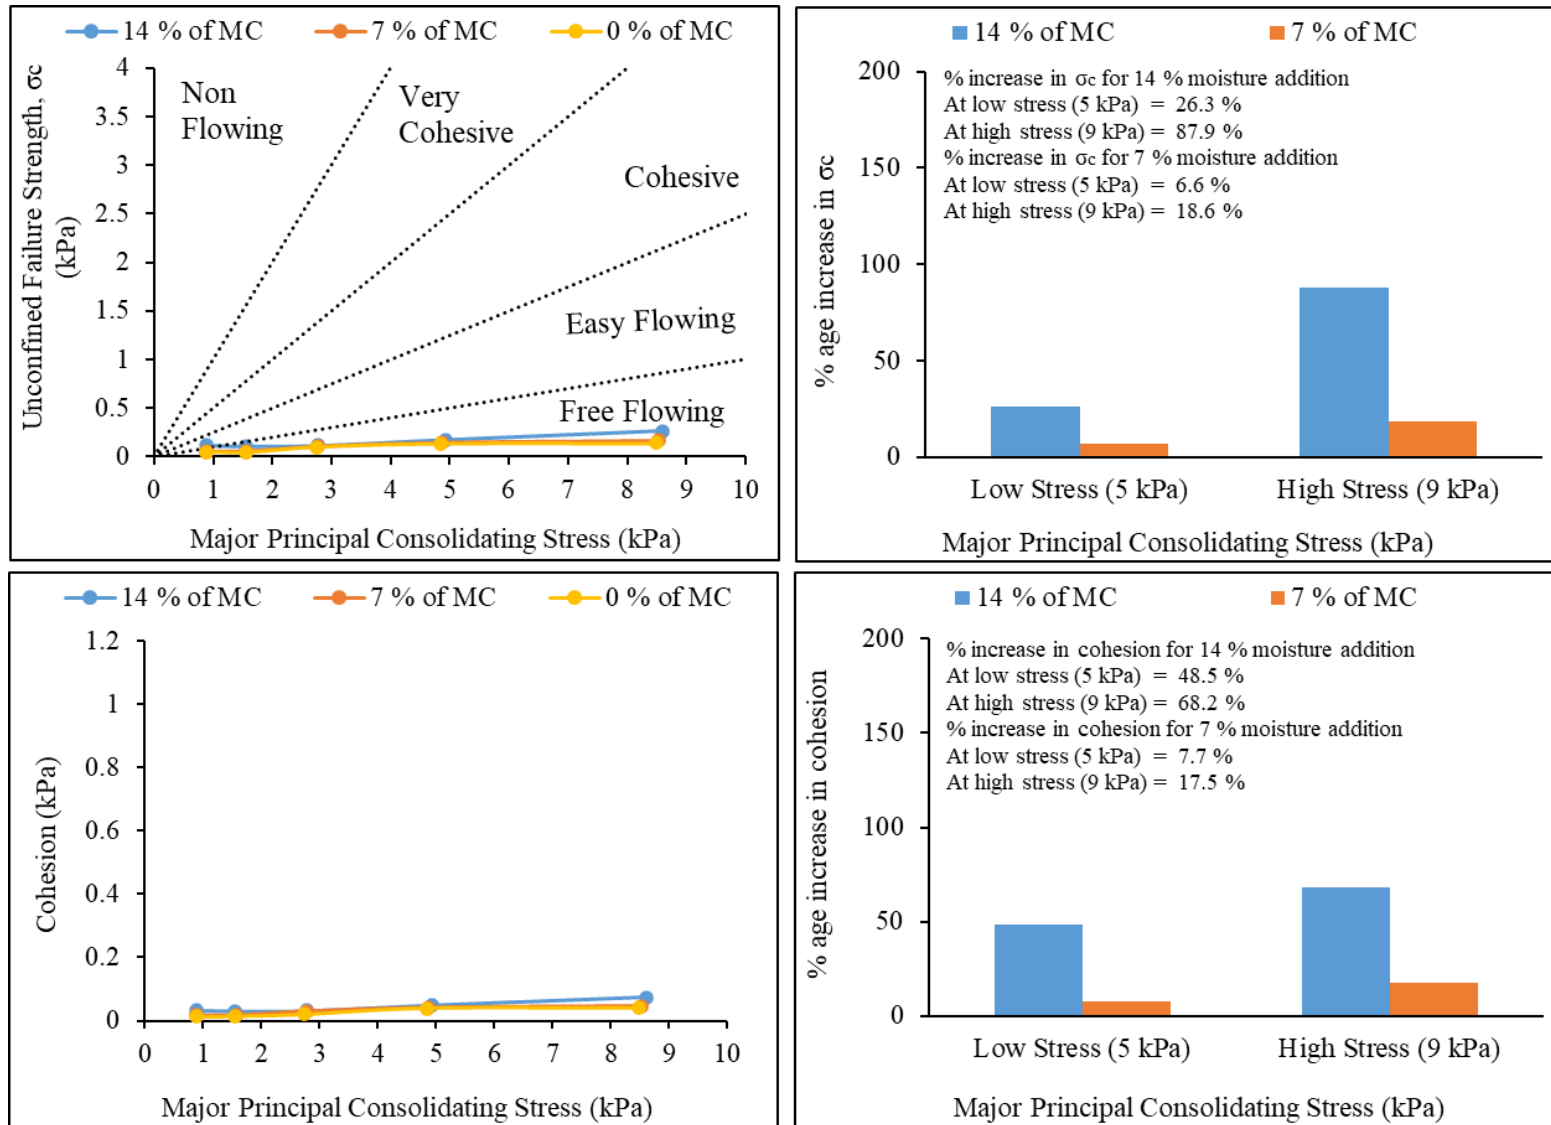 14 % of MC
7 % of MC
0 % of MC
Unconfined Failure Strength, σc
(kPa)
4
3.5
3
2.5
2
1.5
1
0.5
0
Non
Flowing
Very
Cohesive
Cohesive
Easy Flowing
Free Flowing
0 1 2 3 4 5 6 7 8 9 10
Major Principal Consolidating Stress (kPa)
14 % of MC
7 % of MC
% age increase in σc
200
150
100
50
0
% increase in σc for 14 % moisture addition
At low stress (5 kPa) = 26.3 %
At high stress (9 kPa) = 87.9 %
% increase in σc for 7 % moisture addition
At low stress (5 kPa) = 6.6 %
At high stress (9 kPa) = 18.6 %
Low Stress (5 kPa)
High Stress (9 kPa)
Major Principal Consolidating Stress (kPa)
14 % of MC
7 % of MC
0 % of MC
Cohesion (kPa)
1.2
1
0.8
0.6
0.4
0.2
0
0 1 2 3 4 5 6 7 8 9 10
Major Principal Consolidating Stress (kPa)
14 % of MC
7 % of MC
% age increase in cohesion
200
150
100
50
0
% increase in cohesion for 14 % moisture addition
At low stress (5 kPa) = 48.5 %
At high stress (9 kPa) = 68.2 %
% increase in cohesion for 7 % moisture addition
At low stress (5 kPa) = 7.7 %
At high stress (9 kPa) = 17.5 %
Low Stress (5 kPa)
High Stress (9 kPa)
Major Principal Consolidating Stress (kPa)